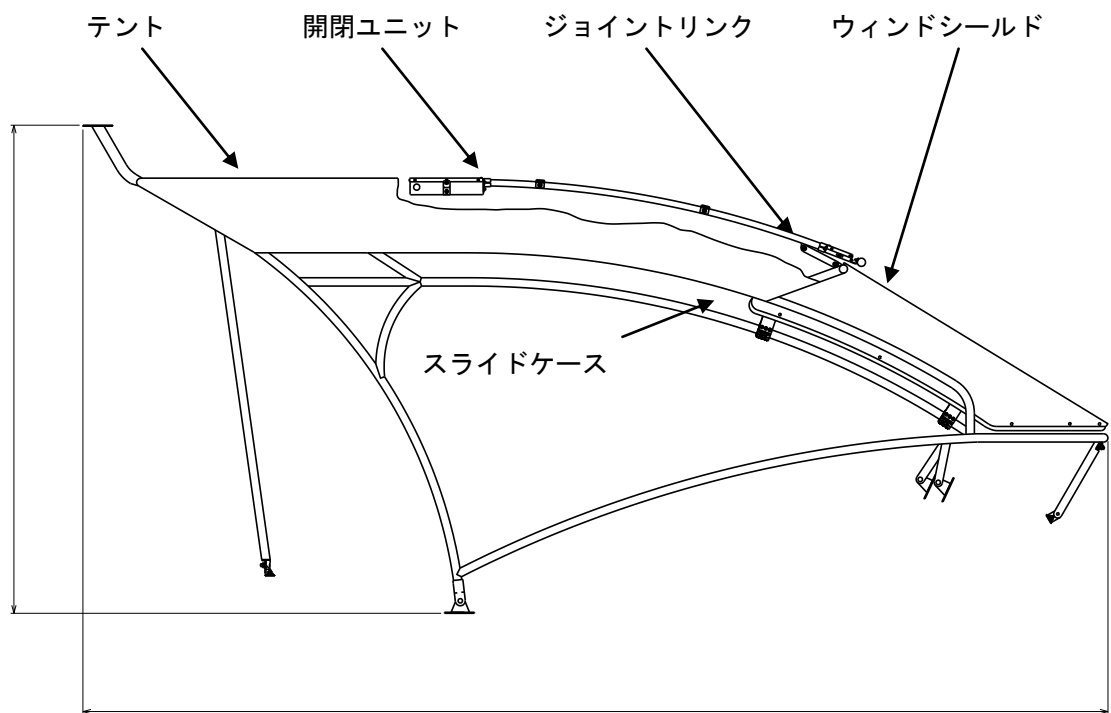 テント
開閉ユニット
ジョイントリンク
ウィンドシールド
スライドケース